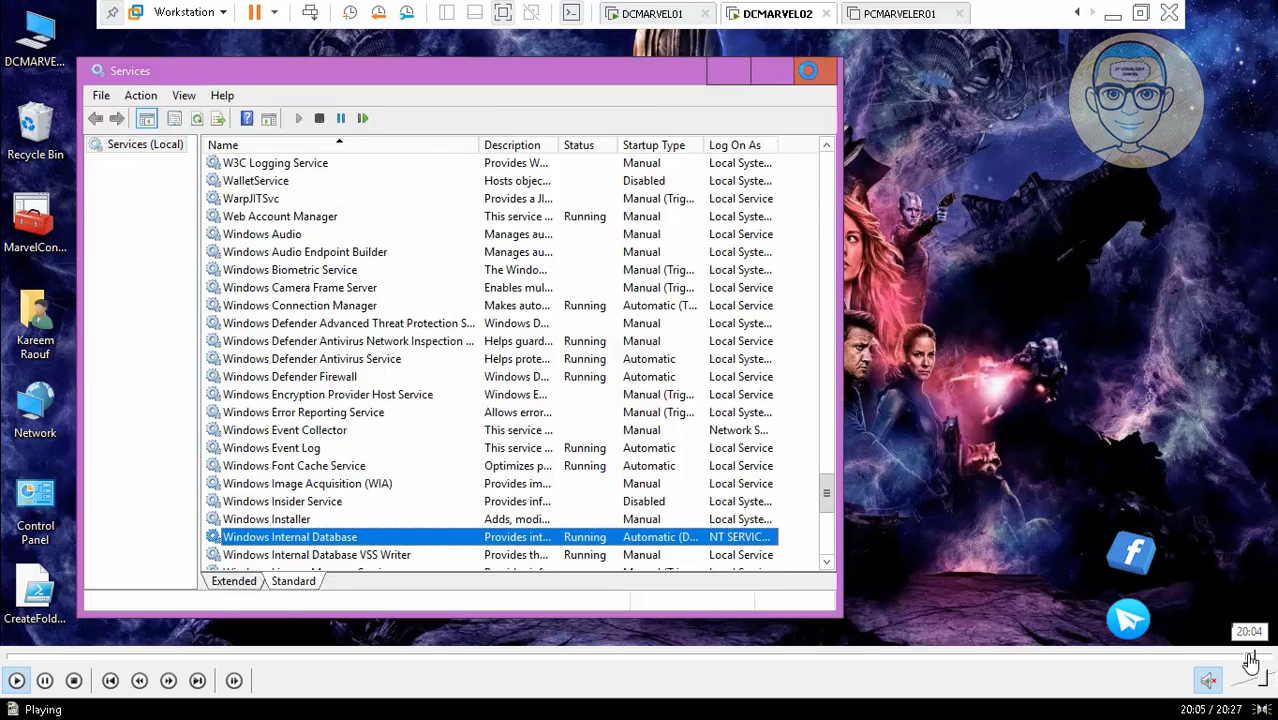 Workstation
DCMARVEL01
DCMARVEL02
PCMARVELER01
DCMARVE...
Recycle Bin
MarvelCon...
Kareem
Raouf
Network
Control
Panel
CreateFold...
Services
File Action View Help
Services (Local)
Name Description Status Startup Type Log On As
W3C Logging Service Provides W... Manual Local Syste...
WalletService Hosts objec... Disabled Local Syste...
WarpJITSvc Provides a JI... Manual (Trig... Local Service
Web Account Manager This service ... Running Manual Local Syste...
Windows Audio Manages au... Manual Local Service
Windows Audio Endpoint Builder Manages au... Manual Local Syste...
Windows Biometric Service The Windo... Manual (Trig... Local Syste...
Windows Camera Frame Server Enables mul... Manual (Trig... Local Service
Windows Connection Manager Makes auto... Running Automatic (T... Local Service
Windows Defender Advanced Threat Protection S... Windows D... Manual Local Syste...
Windows Defender Antivirus Network Inspection ... Helps guard... Running Manual Local Service
Windows Defender Antivirus Service Helps prote... Running Automatic Local Syste...
Windows Defender Firewall Windows D... Running Automatic Local Service
Windows Encryption Provider Host Service Windows E... Manual (Trig... Local Service
Windows Error Reporting Service Allows error... Manual (Trig... Local Syste...
Windows Event Collector This service ... Manual Network S...
Windows Event Log This service ... Running Automatic Local Service
Windows Font Cache Service Optimizes p... Running Automatic Local Service
Windows Image Acquisition (WIA) Provides im... Manual Local Service
Windows Insider Service Provides inf... Disabled Local Syste...
Windows Installer Adds, modi... Manual Local Syste...
Windows Internal Database Provides int... Running Automatic (D... NT SERVIC...
Windows Internal Database VSS Writer Provides th... Running Manual Local Syste...
Extended Standard
20:04
Playing
20:05 / 20:27